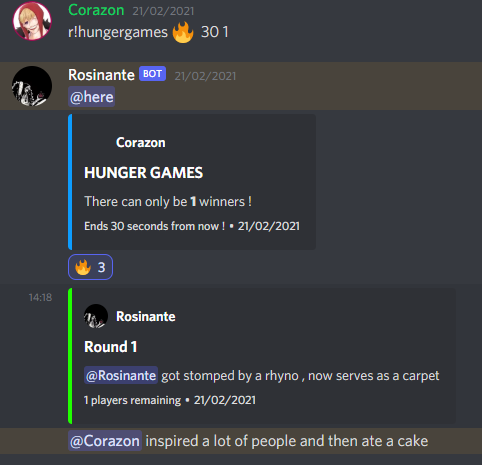 Corazon 21/02/2021
r!hungergames 🔥 30 1
Rosinante BOT 21/02/2021
@here
Corazon
HUNGER GAMES
There can only be 1 winners !
Ends 30 seconds from now ! • 21/02/2021
🔥 3
14:18
Rosinante
Round 1
@Rosinante got stomped by a rhyno , now serves as a carpet
1 players remaining • 21/02/2021
@Corazon inspired a lot of people and then ate a cake